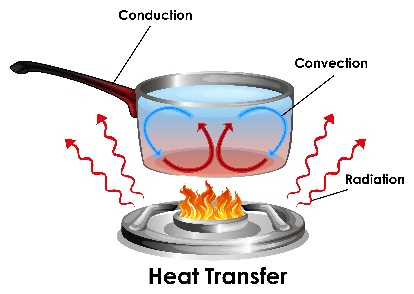 Conduction
Convection
Radiation
Heat Transfer